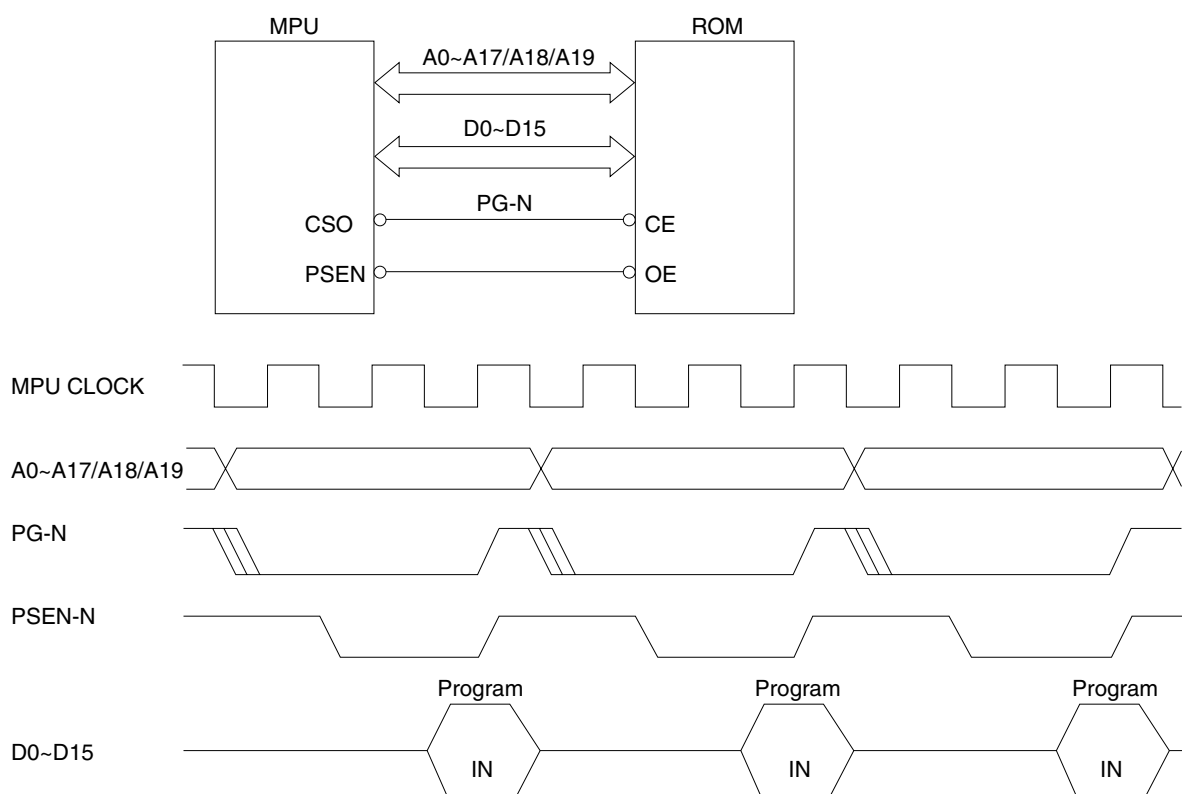 MPU
ROM
A0~A17/A18/A19
D0~D15
PG-N
CSO
CE
PSEN
OE
MPU CLOCK
A0~A17/A18/A19
PG-N
PSEN-N
Program
Program
Program
D0~D15
IN
IN
IN